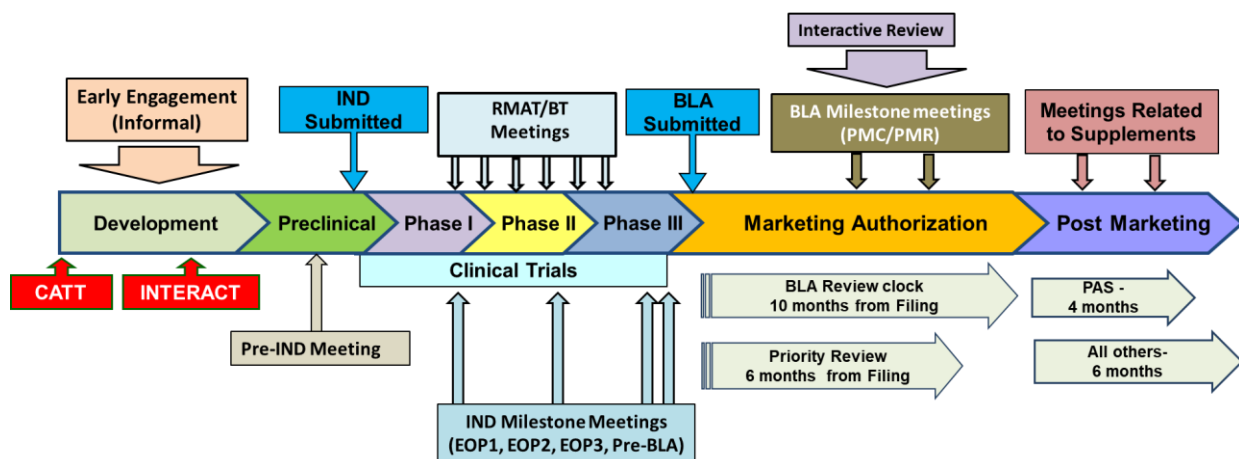 Interactive Review
Early Engagement
(Informal)
IND
Submitted
RMAT/BT
Meetings
BLA
Submitted
BLA Milestone meetings
(PMC/PMR)
Meetings Related
to Supplements
Development
Preclinical
Phase I
Phase II
Phase III
Marketing Authorization
Post Marketing
CATT
INTERACT
Clinical Trials
Pre-IND Meeting
BLA Review clock
10 months from Filing
PAS -
4 months
Priority Review
6 months from Filing
All others-
6 months
IND Milestone Meetings
(EOP1, EOP2, EOP3, Pre-BLA)